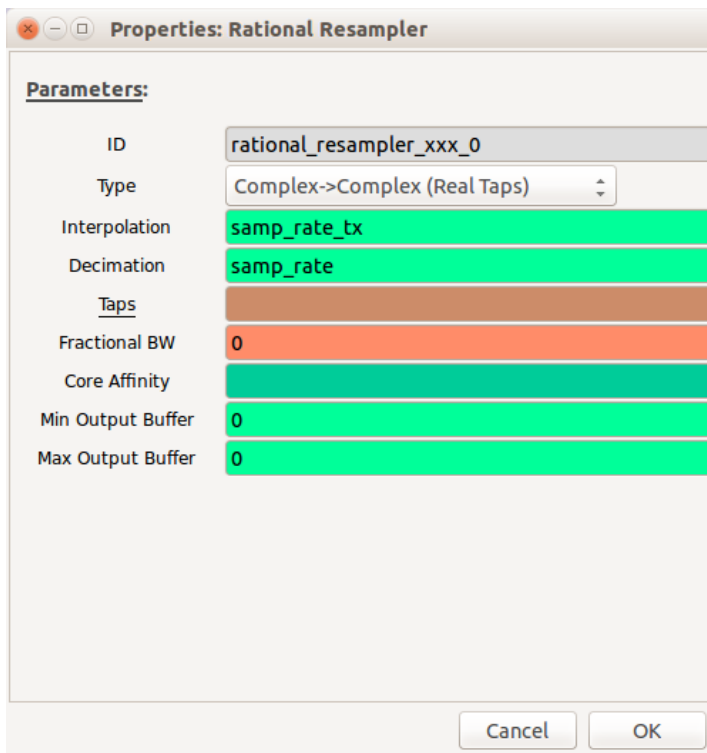 Properties: Rational Resampler
Parameters:
ID rational_resampler_xxx_0
Type Complex->Complex (Real Taps)
Interpolation samp_rate_tx
Decimation samp_rate
Taps
Fractional BW 0
Core Affinity
Min Output Buffer 0
Max Output Buffer 0
Cancel OK